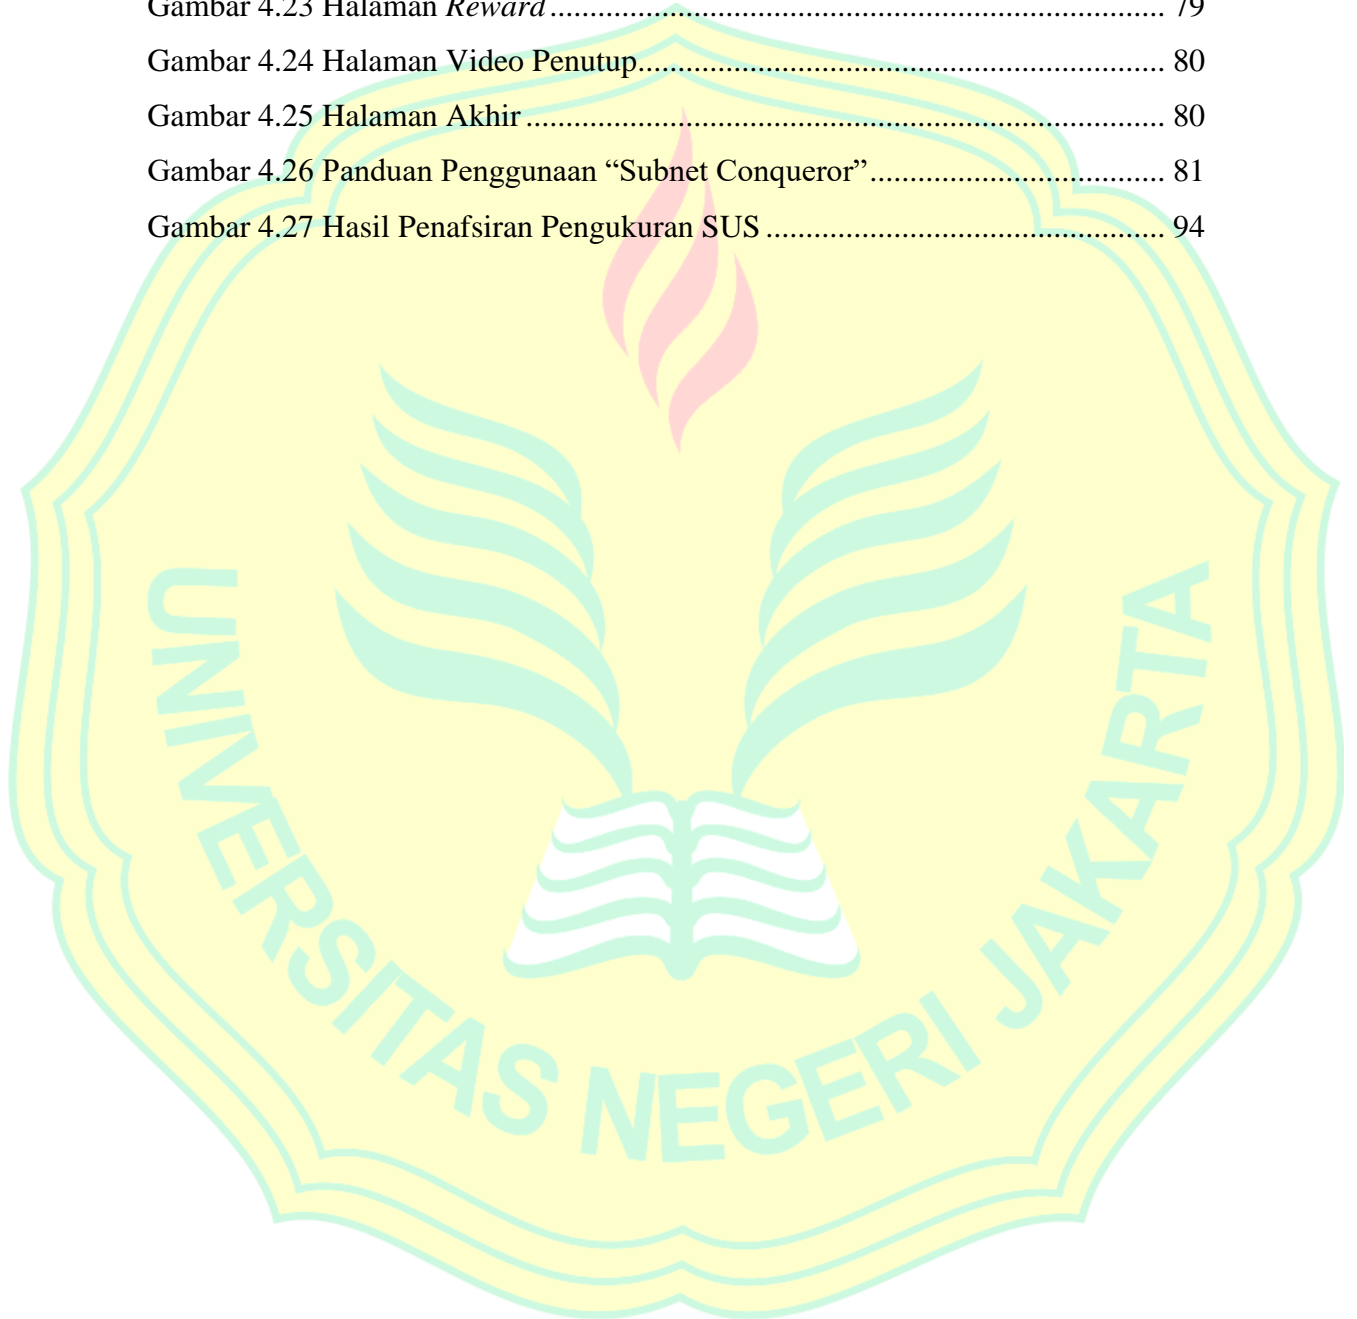 Gambar 4.23 Halaman Reward ............................................................................. 79
Gambar 4.24 Halaman Video Penutup.................................................................. 80
Gambar 4.25 Halaman Akhir ................................................................................ 80
Gambar 4.26 Panduan Penggunaan “Subnet Conqueror”..................................... 81
Gambar 4.27 Hasil Penafsiran Pengukuran SUS .................................................. 94
UNIVERSITAS NEGERI JAKARTA